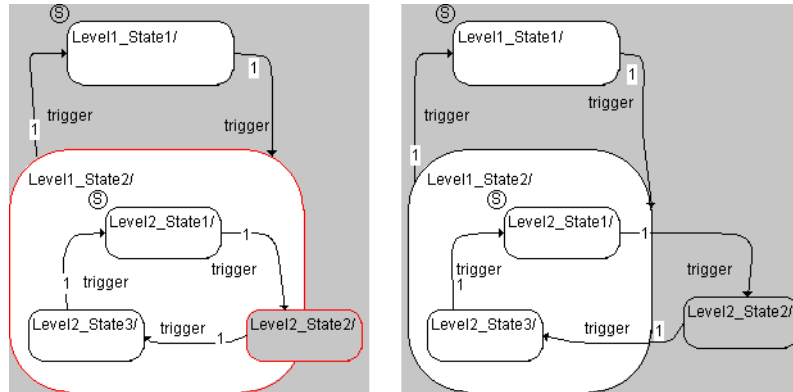 S
Level1_State1/
1
trigger
trigger
1
Level1_State2/
S
Level2_State1/
1
trigger
trigger
1
Level2_State3/
trigger
1
Level2_State2/
S
Level1_State1/
1
trigger
trigger
1
Level1_State2/
S
Level2_State1/
1
trigger
trigger
1
Level2_State3/
trigger
1
Level2_State2/